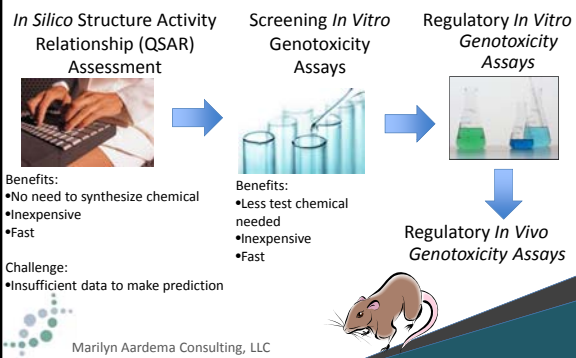 In Silico Structure Activity
Relationship (QSAR)
Assessment
Benefits:
•No need to synthesize chemical
•Inexpensive
•Fast
Challenge:
•Insufficient data to make prediction
Screening In Vitro
Genotoxicity
Assays
Benefits:
•Less test chemical
needed
•Inexpensive
•Fast
Regulatory In Vitro
Genotoxicity
Assays
Regulatory In Vivo
Genotoxicity Assays
Marilyn Aardema Consulting, LLC